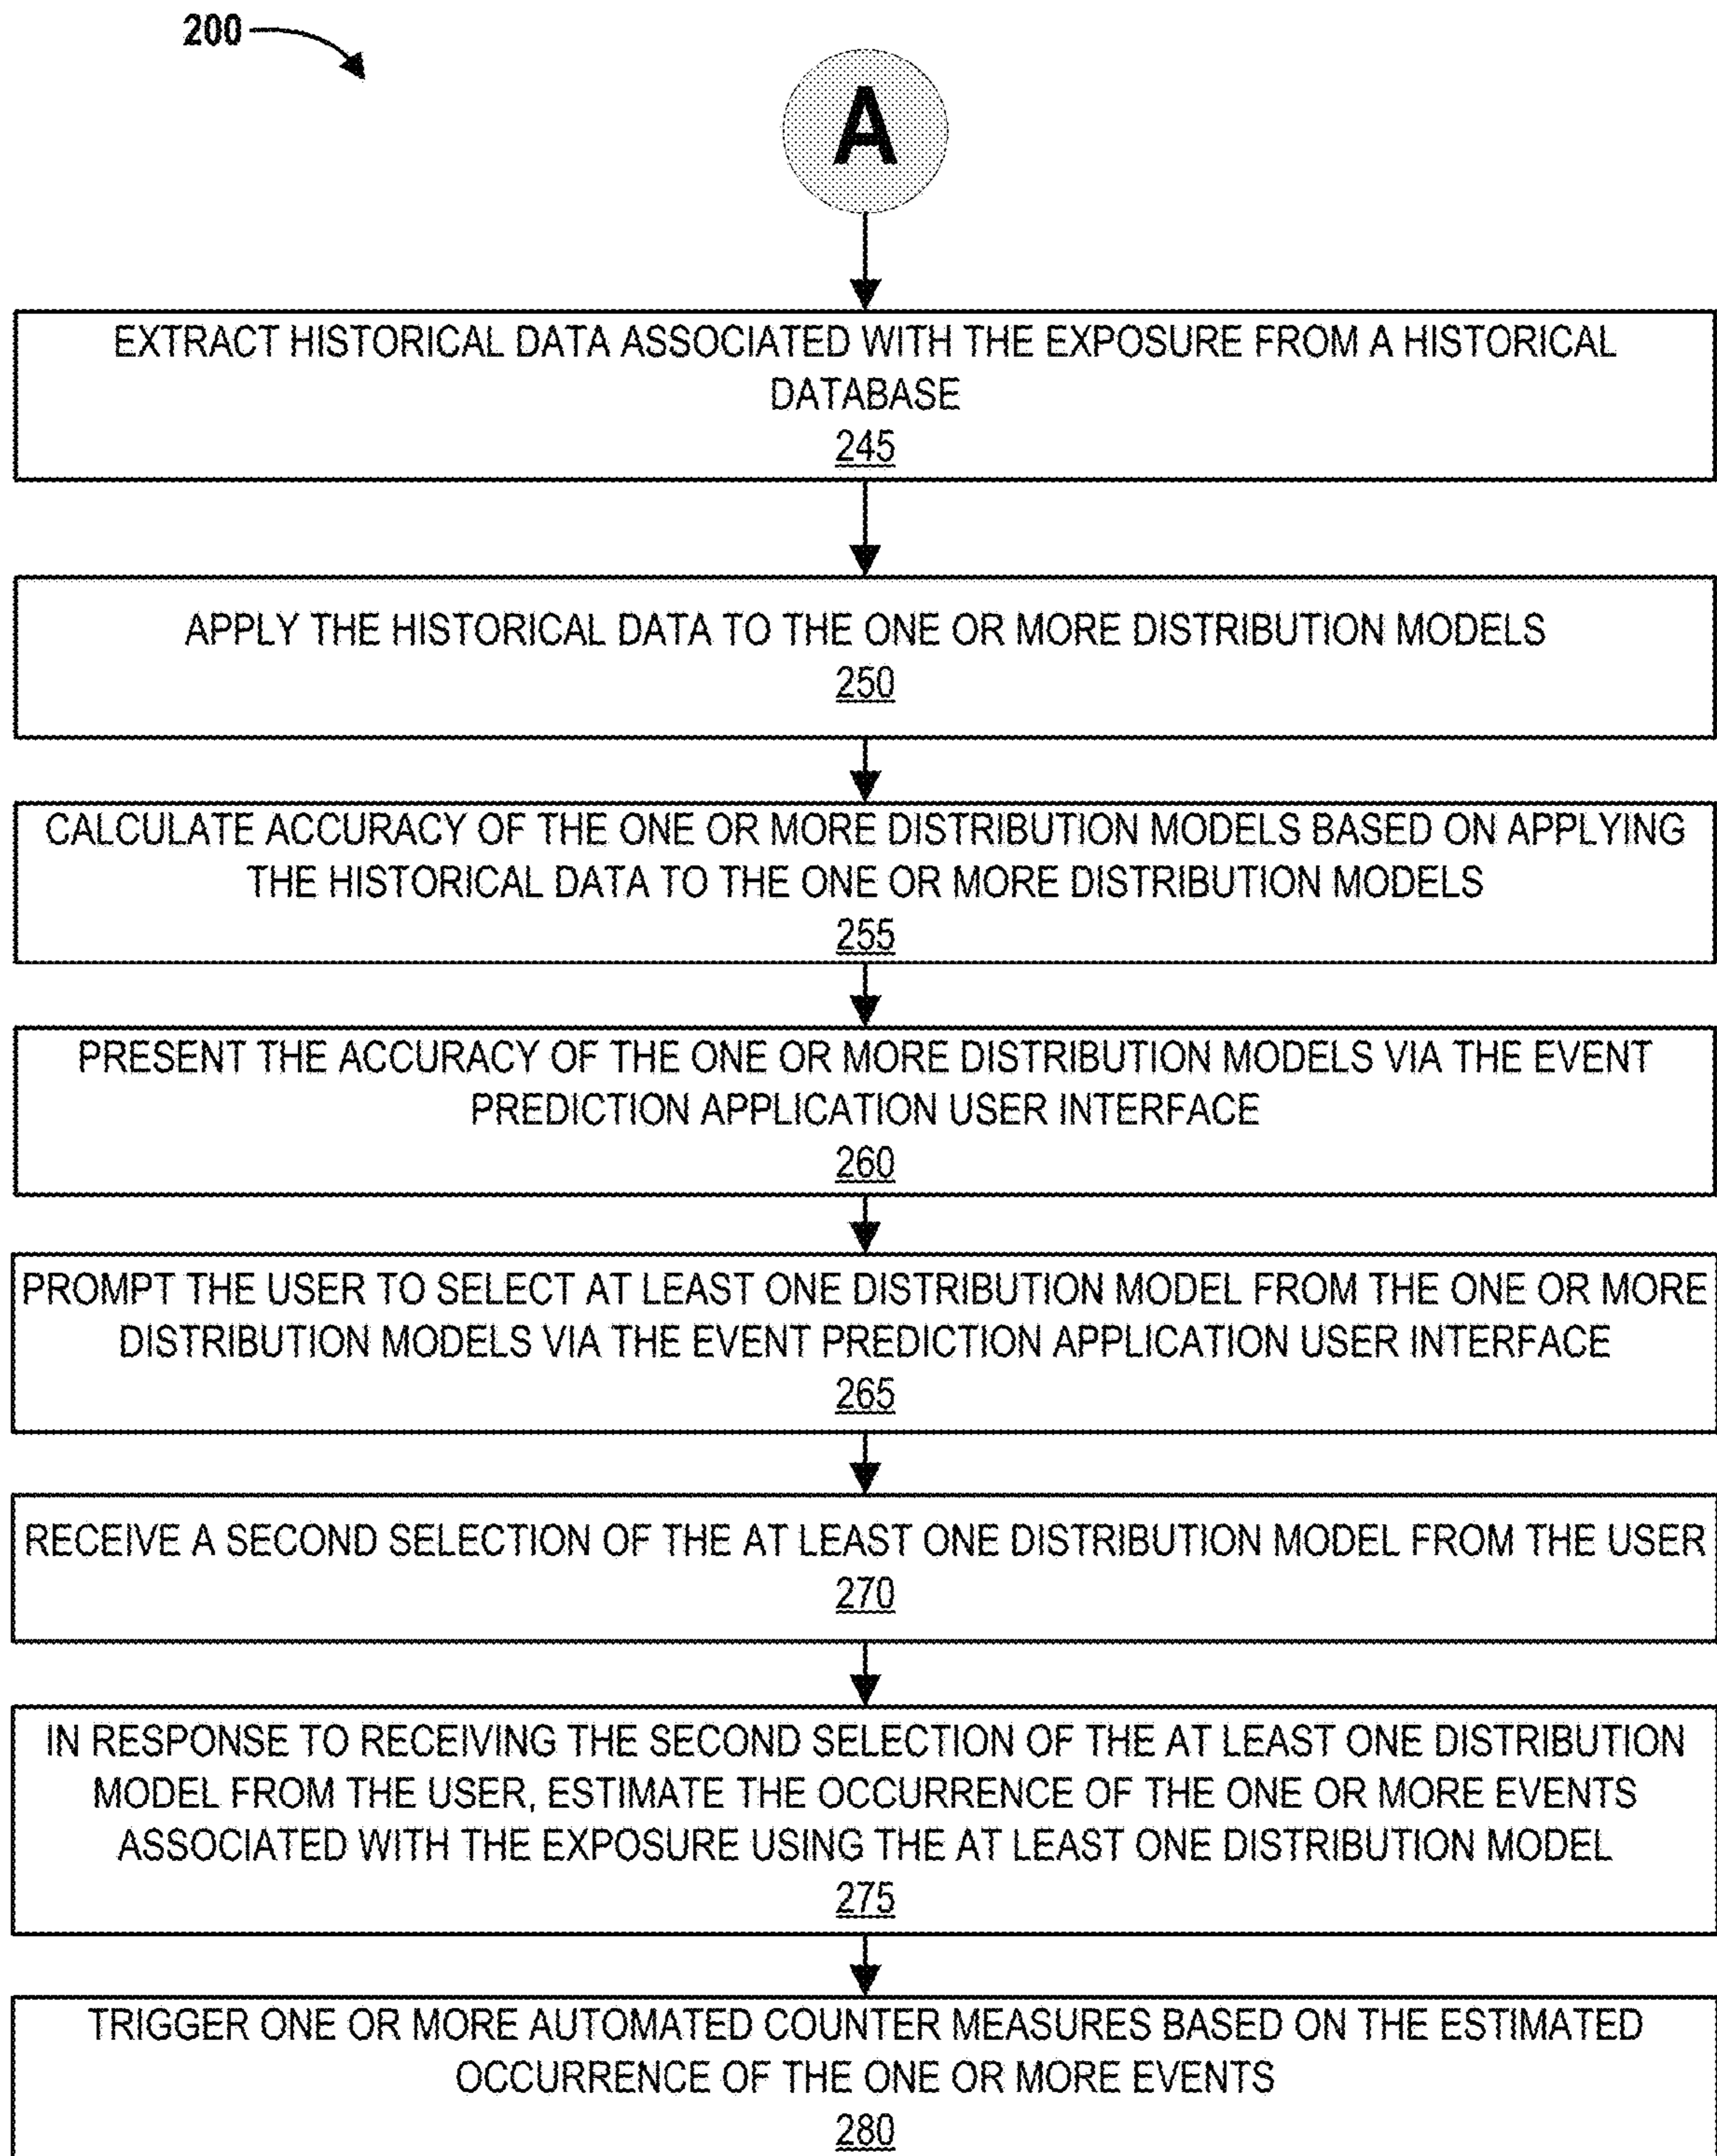 200
A
EXTRACT HISTORICAL DATA ASSOCIATED WITH THE EXPOSURE FROM A HISTORICAL
DATABASE
245
APPLY THE HISTORICAL DATA TO THE ONE OR MORE DISTRIBUTION MODELS
250
CALCULATE ACCURACY OF THE ONE OR MORE DISTRIBUTION MODELS BASED ON APPLYING
THE HISTORICAL DATA TO THE ONE OR MORE DISTRIBUTION MODELS
255
PRESENT THE ACCURACY OF THE ONE OR MORE DISTRIBUTION MODELS VIA THE EVENT
PREDICTION APPLICATION USER INTERFACE
260
PROMPT THE USER TO SELECT AT LEAST ONE DISTRIBUTION MODEL FROM THE ONE OR MORE
DISTRIBUTION MODELS VIA THE EVENT PREDICTION APPLICATION USER INTERFACE
265
RECEIVE A SECOND SELECTION OF THE AT LEAST ONE DISTRIBUTION MODEL FROM THE USER
270
IN RESPONSE TO RECEIVING THE SECOND SELECTION OF THE AT LEAST ONE DISTRIBUTION
MODEL FROM THE USER, ESTIMATE THE OCCURRENCE OF THE ONE OR MORE EVENTS
ASSOCIATED WITH THE EXPOSURE USING THE AT LEAST ONE DISTRIBUTION MODEL
275
TRIGGER ONE OR MORE AUTOMATED COUNTER MEASURES BASED ON THE ESTIMATED
OCCURRENCE OF THE ONE OR MORE EVENTS
280